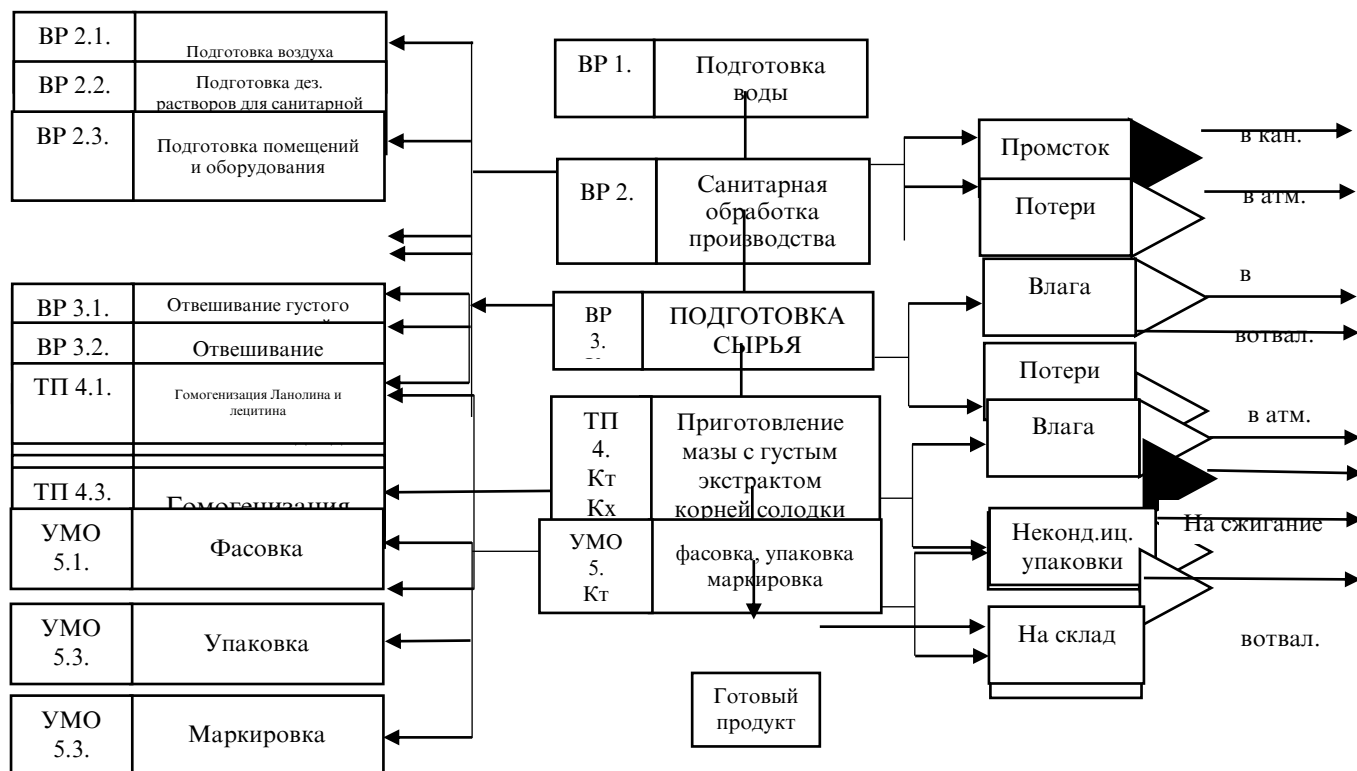 ВР 2.1.
Подготовка воздуха
ВР 2.2.
Подготовка дез.
растворов для санитарной
ВР 2.3.
Подготовка помещений
и оборудования
ВР 3.1.
Отвешивание густого
ВР 3.2.
Отвешивание
ТП 4.1.
Гомогенизация Ланолина и
лецитина
ТП 4.3.
Гомогенизация
УМО
5.1.
Фасовка
УМО
5.3.
Упаковка
УМО
5.3.
Маркировка
ВР 1.
Подготовка
воды
ВР 2.
Санитарная
обработка
производства
ВР
3.
ПОДГОТОВКА
СЫРЬЯ
ТП
4.
Кт
Кх
Приготовление
мазы с густым
экстрактом
корней солодки
УМО
5.
Кт
фасовка, упаковка
маркировка
Готовый
продукт
Промсток
в кан.
Потери
в атм.
Влага
в
вотвал.
Потери
в атм.
Влага
Неконд.иц.
упаковки
На сжигание
На склад
вотвал.